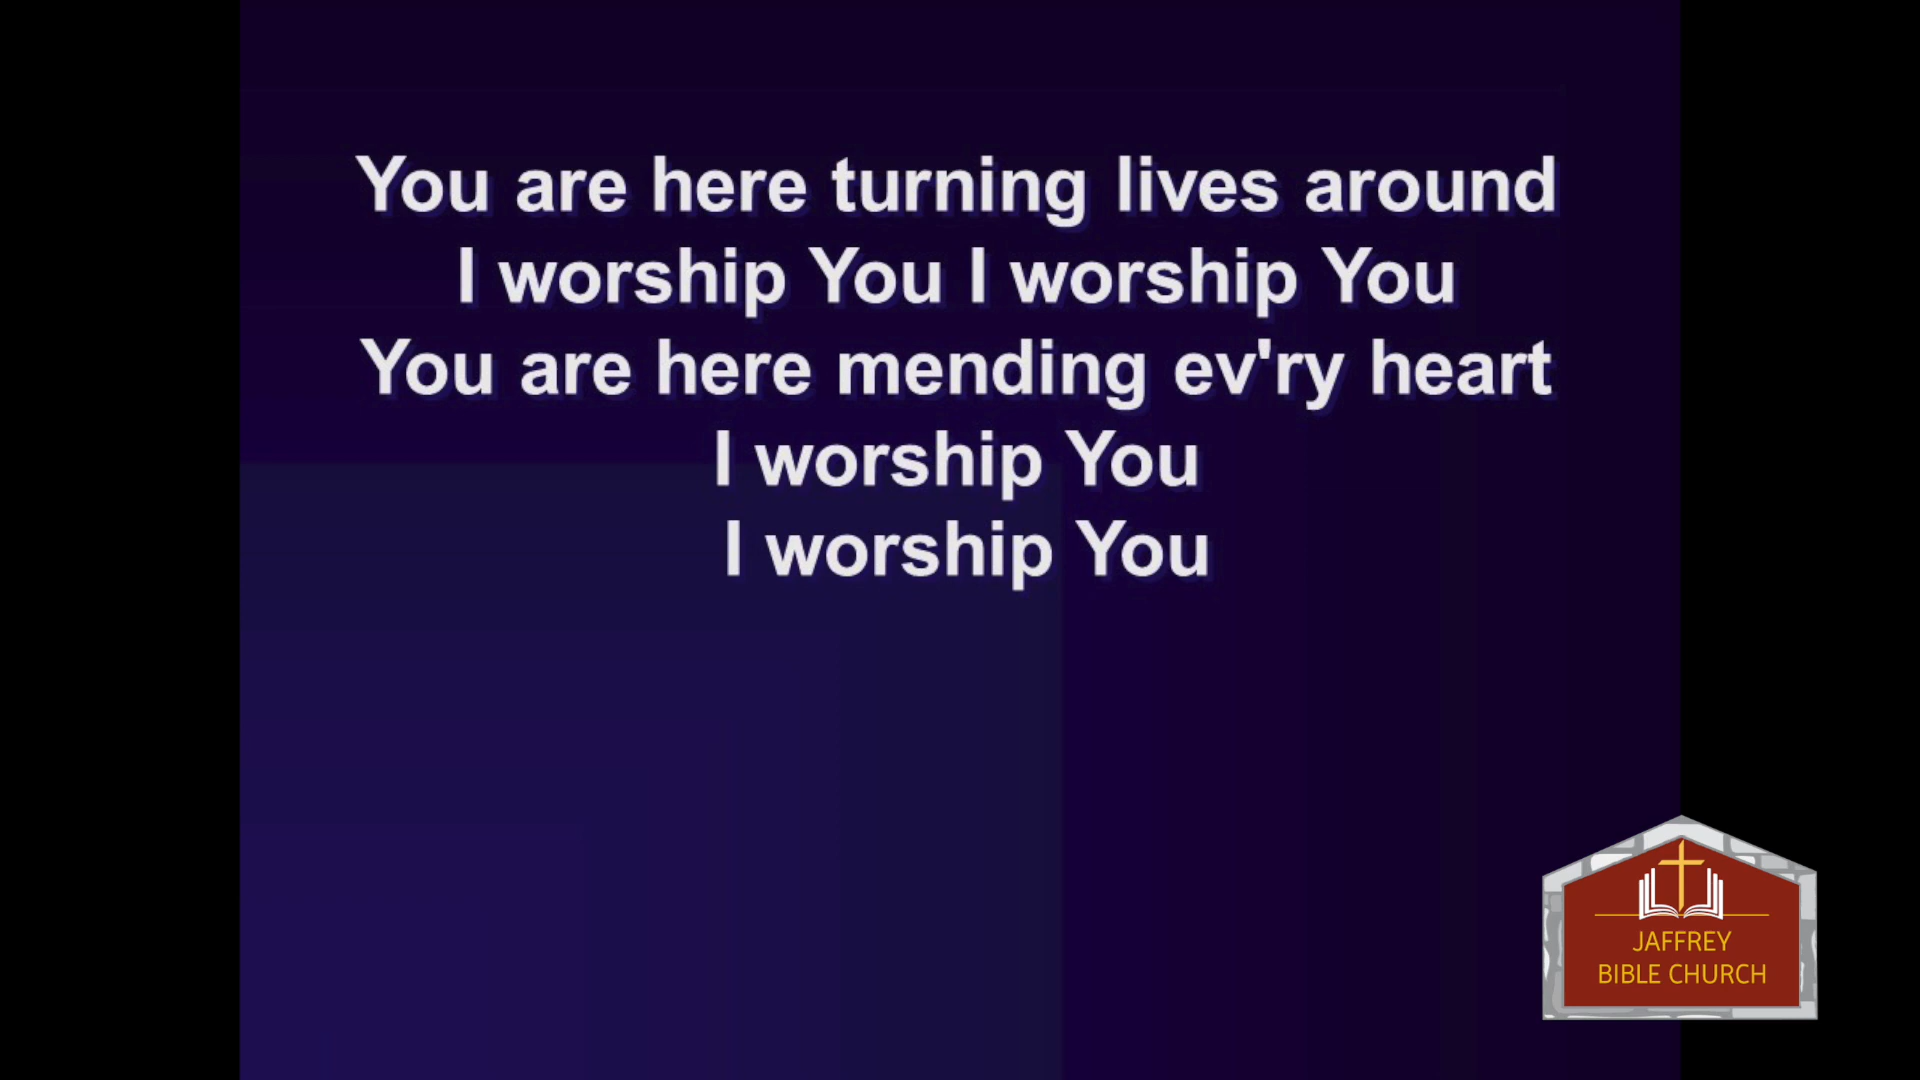 You are here turning lives around
I worship You I worship You
You are here mending ev'ry heart
I worship You
I worship You
JAFFREY
BIBLE CHURCH